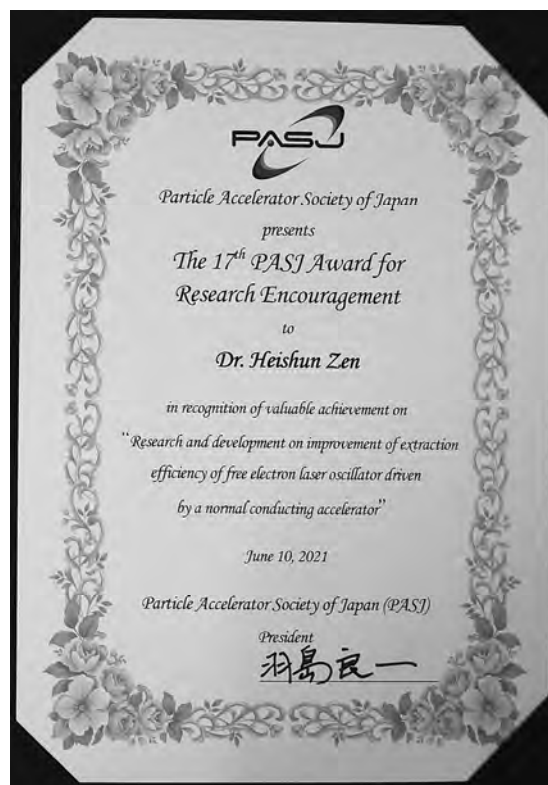 PASJ
Particle Accelerator Society of Japan
presents
The 17th PASJ Award for
Research Encouragement
to
Dr. Heishun Zen
in recognition of valuable achievement on
“Research and development on improvement of extraction
efficiency of free electron laser oscillator driven
by a normal conducting accelerator”
June 10, 2021
Particle Accelerator Society of Japan (PASJ)
President
羽島良一